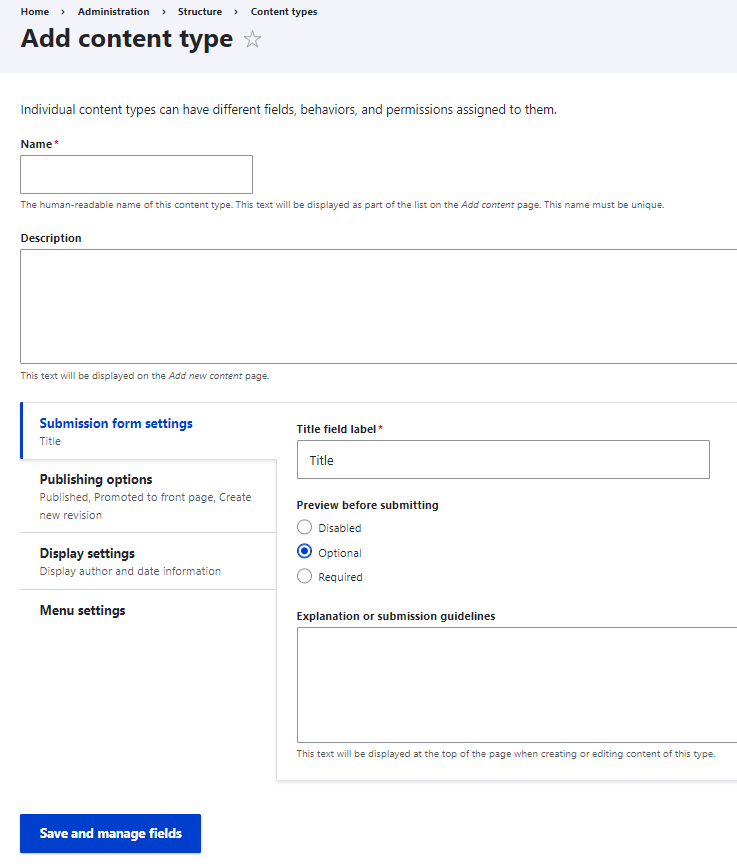 Home > Administration > Structure > Content types
Add content type
Individual content types can have different fields, behaviors, and permissions assigned to them.
Name*
The human-readable name of this content type. This text will be displayed as part of the list on the Add content page. This name must be unique.
Description
This text will be displayed on the Add new content page.
Submission form settings
Title
Publishing options
Published, Promoted to front page, Create
new revision
Display settings
Display author and date information
Menu settings
Title field label*
Title
Preview before submitting
Disabled
Optional
Required
Explanation or submission guidelines
This text will be displayed at the top of the page when creating or editing content of this type.
Save and manage fields